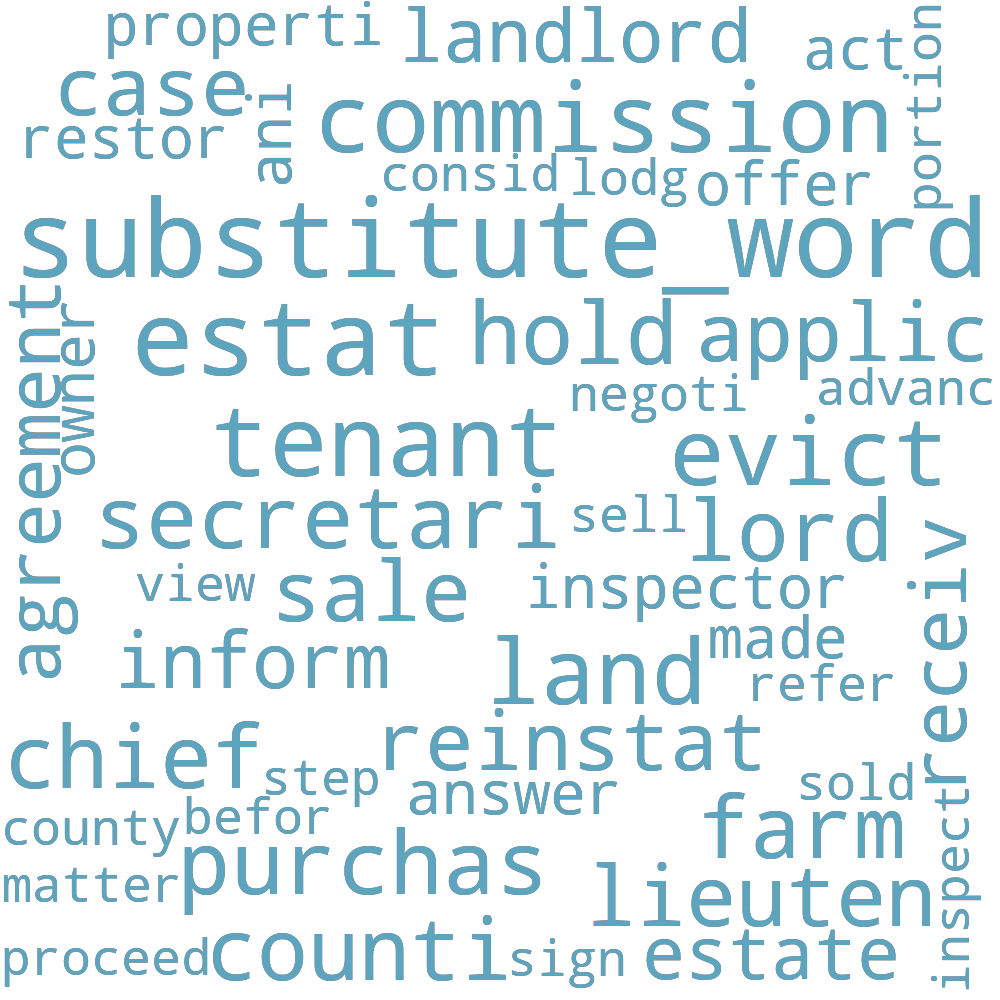 properti
landlord
act
portion
case
ani
commission
restor
consid
lodg
offer
substitute_word
agreement
owner
estat
hold
applic
negoti
advanc
tenant
evict
secretari
sell
lord
receiv
view
sale
inspector
inform
land
made
refer
chief
reinstat
step
answer
sold
inspect
county
befor
farm
matter
purchas
lieuten
proceed
counti
sign
estate